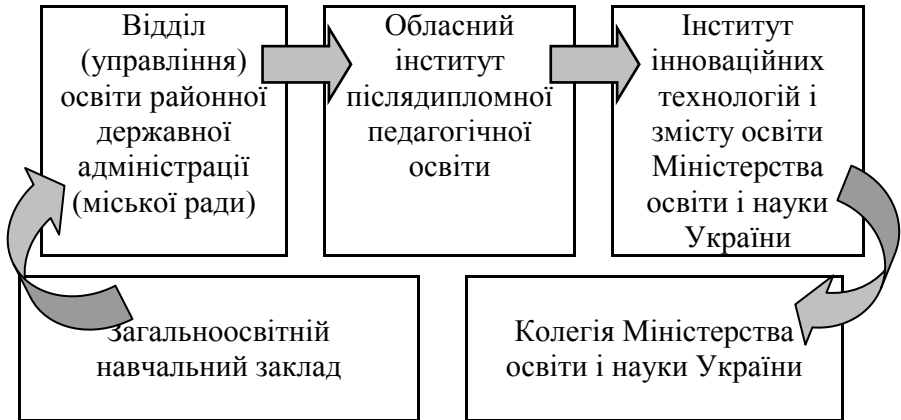 Відділ
(управління)
освіти районної
державної
адміністрації
(міської ради)
Обласний
інститут
післядипломної
педагогічної
освіти
Інститут
інноваційних
технологій і
змісту освіти
Міністерства
освіти і науки
України
Загальноосвітній
навчальний заклад
Колегія Міністерства
освіти і науки України